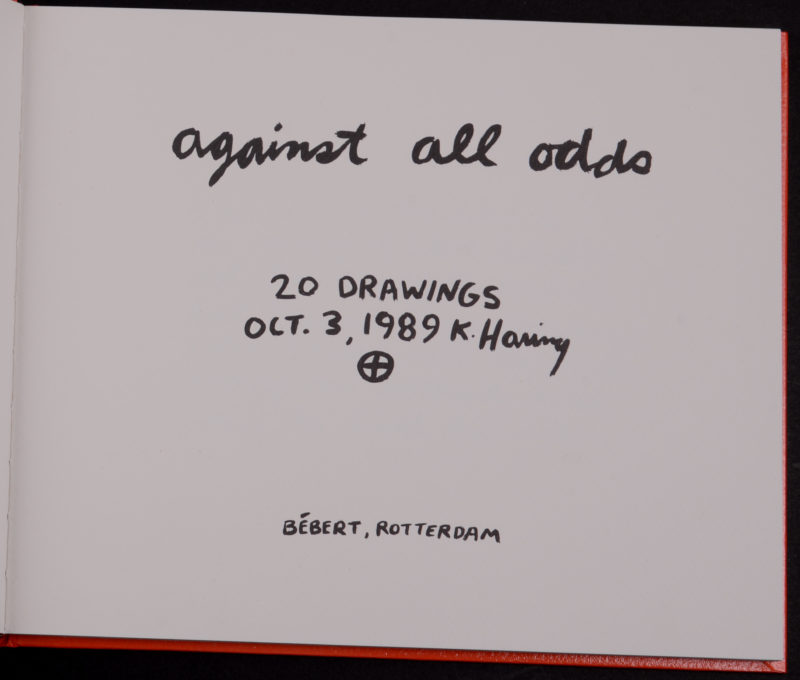 against all odds
20 DRAWINGS
OCT. 3, 1989 K. Haring
BÉBERT, ROTTERDAM